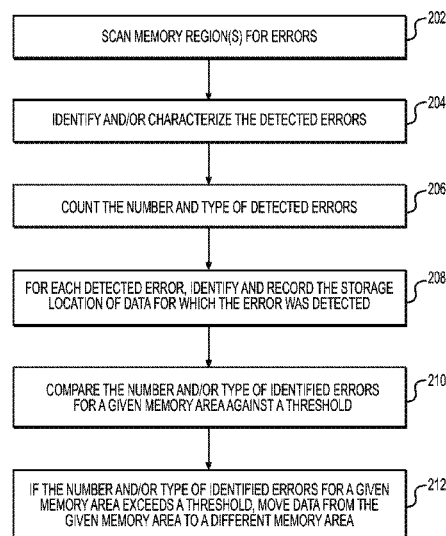 SCAN MEMORY REGION(S) FOR ERRORS
202
IDENTIFY AND/OR CHARACTERIZE THE DETECTED ERRORS
204
COUNT THE NUMBER AND TYPE OF DETECTED ERRORS
206
FOR EACH DETECTED ERROR, IDENTIFY AND RECORD THE STORAGE
LOCATION OF DATA FOR WHICH THE ERROR WAS DETECTED
208
COMPARE THE NUMBER AND/OR TYPE OF IDENTIFIED ERRORS
FOR A GIVEN MEMORY AREA AGAINST A THRESHOLD
210
IF THE NUMBER AND/OR TYPE OF IDENTIFIED ERRORS FOR A GIVEN
MEMORY AREA EXCEEDS A THRESHOLD, MOVE DATA FROM THE
GIVEN MEMORY AREA TO A DIFFERENT MEMORY AREA
212